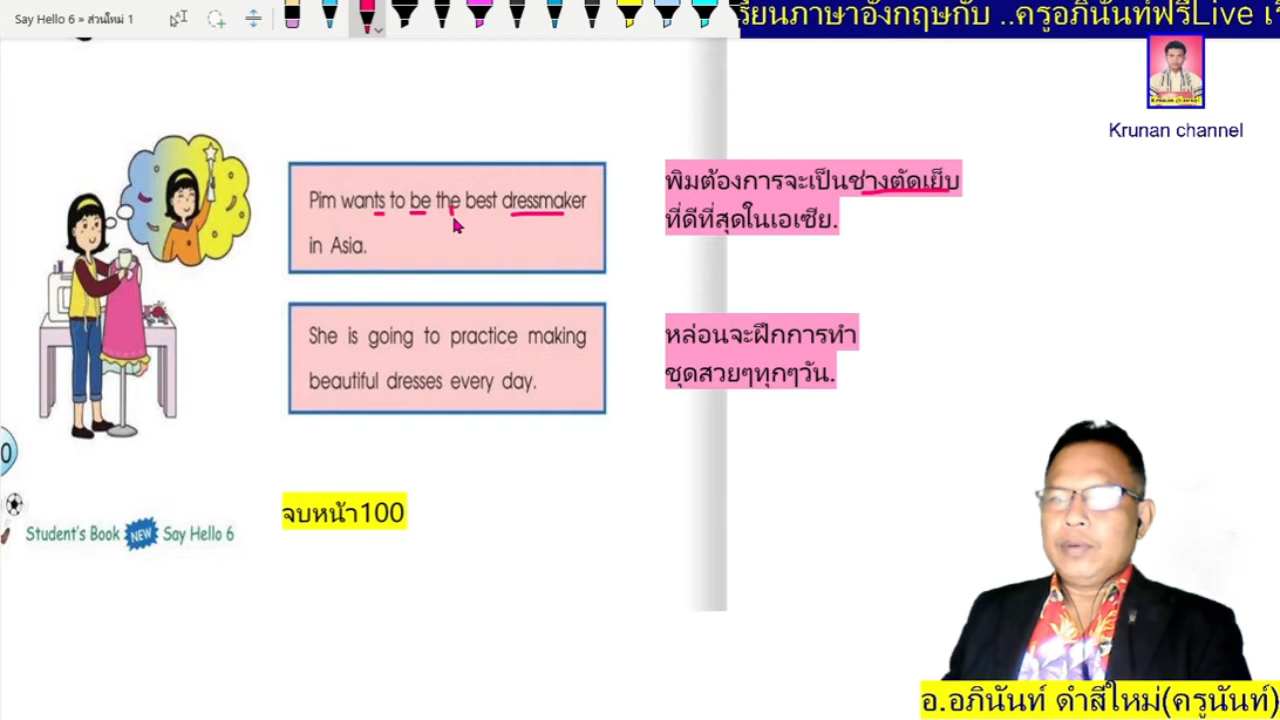 Say Hello 6 » ส่วนใหม่ 1
รียนภาษาอังกฤษกับ ..ครูอภินันท์ฟรีLive เรี
Krunan channel
Pim wants to be the best dressmaker
in Asia.
พิมต้องการจะเป็นช่างตัดเย็บ
ที่ดีที่สุดในเอเซีย.
She is going to practice making
beautiful dresses every day.
หล่อนจะฝึกการทำ
ชุดสวยๆทุกๆวัน.
จบหน้า100
0
Student's Book NEW Say Hello 6
อ.อภินันท์ ดำสีใหม่(ครูนันท์)